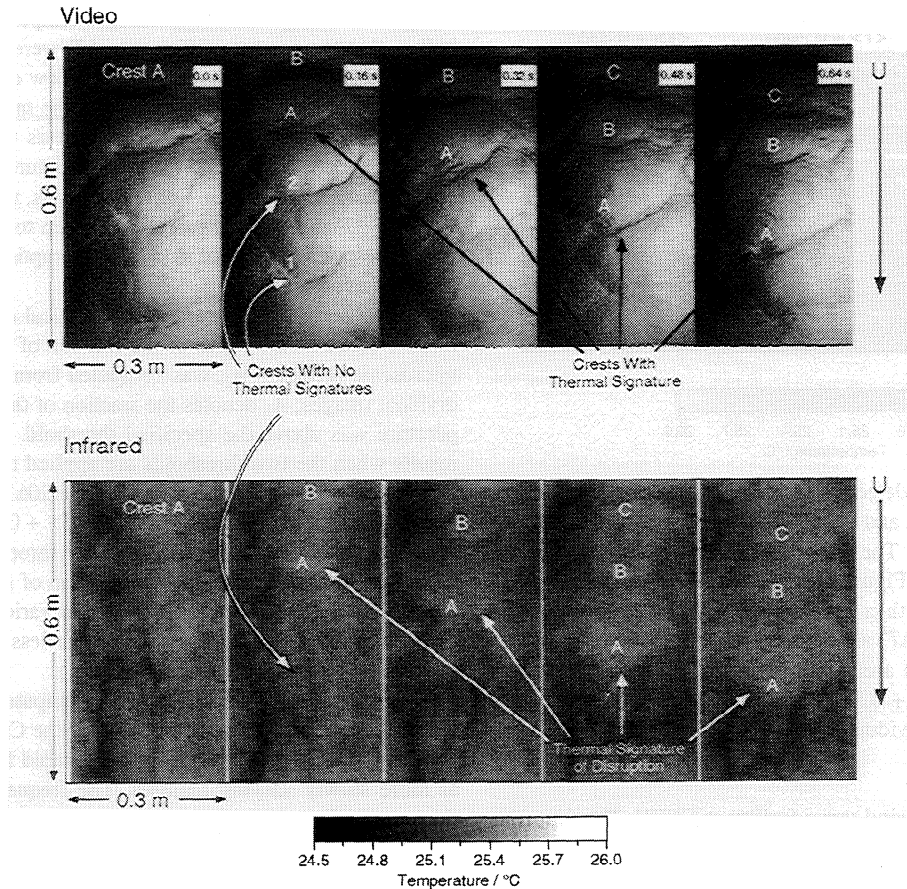 Video
Crest A 0.0 s B 0.16 s B 0.32 s C 0.48 s C 0.64 s U
A A B B
2 A A
1
0.6 m
0.3 m
Crests With No
Thermal Signatures
Crests With
Thermal Signature
Infrared
Crest A B B C C U
A A B B
A A
0.6 m
Thermal Signature
of Disruption
0.3 m
24.5 24.8 25.1 25.4 25.7 26.0
Temperature / °C